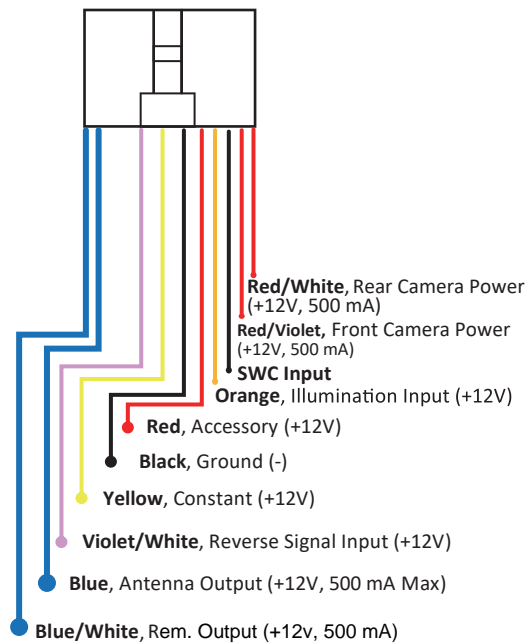 Red/White, Rear Camera Power
(+12V, 500 mA)
Red/Violet, Front Camera Power
(+12V, 500 mA)
SWC Input
Orange, Illumination Input (+12V)
Red, Accessory (+12V)
Black, Ground (-)
Yellow, Constant (+12V)
Violet/White, Reverse Signal Input (+12V)
Blue, Antenna Output (+12V, 500 mA Max)
Blue/White, Rem. Output (+12v, 500 mA)